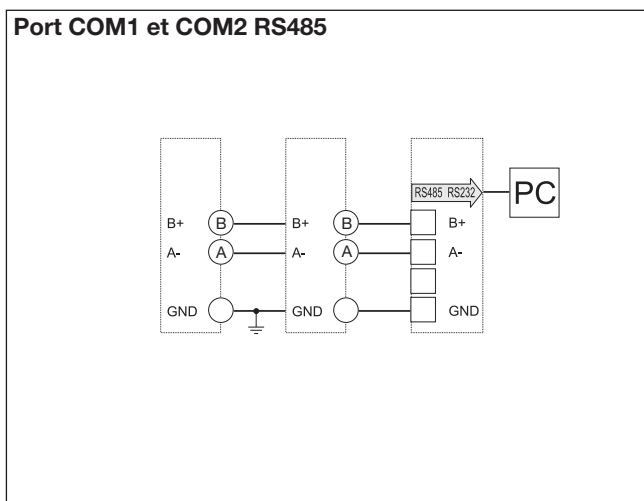 Port COM1 et COM2 RS485
RS485 RS232
PC
B+ B B+ B B+
A- A A- A A-
GND GND GND